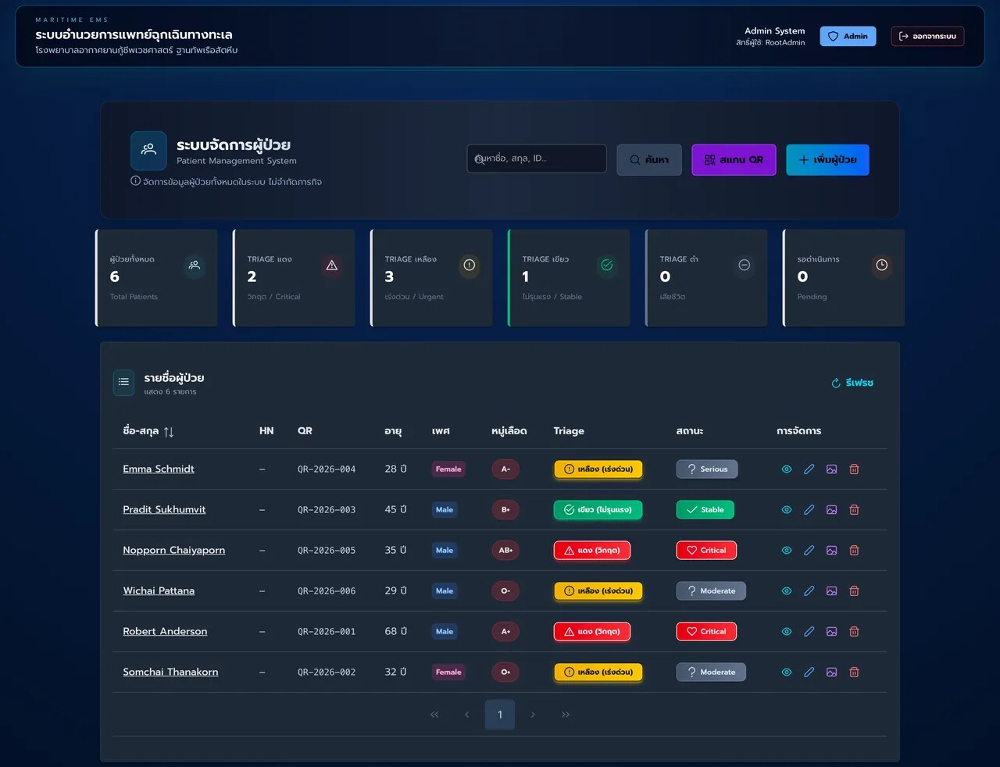 MARITIME EMS
ระบบอำนวยการแพทย์ฉุกเฉินทางทะเล
โรงพยาบาลอากาศยานกู้ชีพเวชศาสตร์ ฐานทัพเรือสัตหีบ
Admin System
สิทธิ์ผู้ใช้: RootAdmin
Admin
ออกจากระบบ
ระบบจัดการผู้ป่วย
Patient Management System
จัดการข้อมูลผู้ป่วยทั้งหมดในระบบ ไม่จำกัดภารกิจ
ค้นหาชื่อ, สกุล, ID...
ค้นหา
สแกน QR
เพิ่มผู้ป่วย
ผู้ป่วยทั้งหมด
6
Total Patients
TRIAGE แดง
2
วิกฤต / Critical
TRIAGE เหลือง
3
เร่งด่วน / Urgent
TRIAGE เขียว
1
ไม่รุนแรง / Stable
TRIAGE ดำ
0
เสียชีวิต
รอดำเนินการ
0
Pending
รายชื่อผู้ป่วย
แสดง 6 รายการ
รีเฟรช
ชื่อ-สกุล HN QR อายุ เพศ หมู่เลือด Triage สถานะ การจัดการ
Emma Schmidt – QR-2026-004 28 ปี Female A- เหลือง (เร่งด่วน) Serious
Pradit Sukhumvit – QR-2026-003 45 ปี Male B+ เขียว (ไม่รุนแรง) Stable
Nopporn Chaiyaporn – QR-2026-005 35 ปี Male AB+ แดง (วิกฤต) Critical
Wichai Pattana – QR-2026-006 29 ปี Male O- เหลือง (เร่งด่วน) Moderate
Robert Anderson – QR-2026-001 68 ปี Male A+ แดง (วิกฤต) Critical
Somchai Thanakorn – QR-2026-002 32 ปี Female O+ เหลือง (เร่งด่วน) Moderate
« ‹ 1 › »